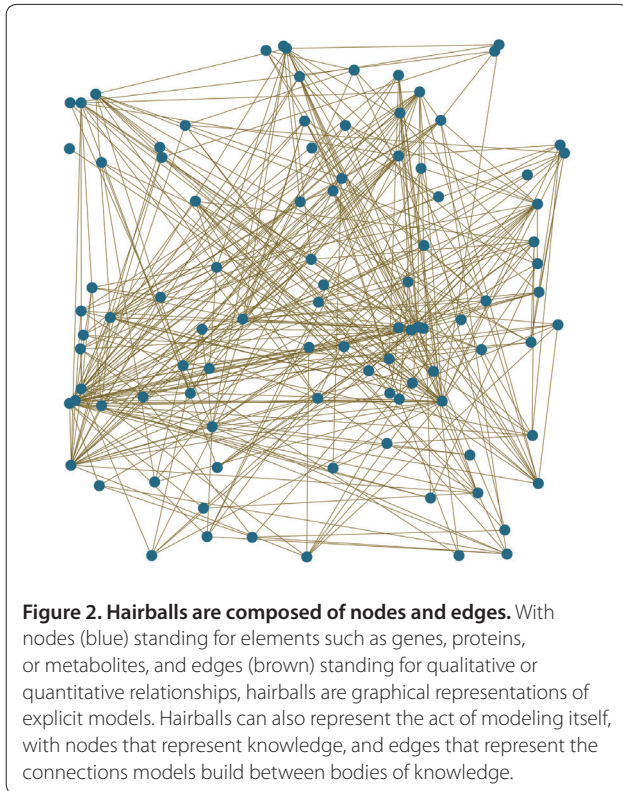 Figure 2. Hairballs are composed of nodes and edges. With
nodes (blue) standing for elements such as genes, proteins,
or metabolites, and edges (brown) standing for qualitative or
quantitative relationships, hairballs are graphical representations of
explicit models. Hairballs can also represent the act of modeling itself,
with nodes that represent knowledge, and edges that represent the
connections models build between bodies of knowledge.